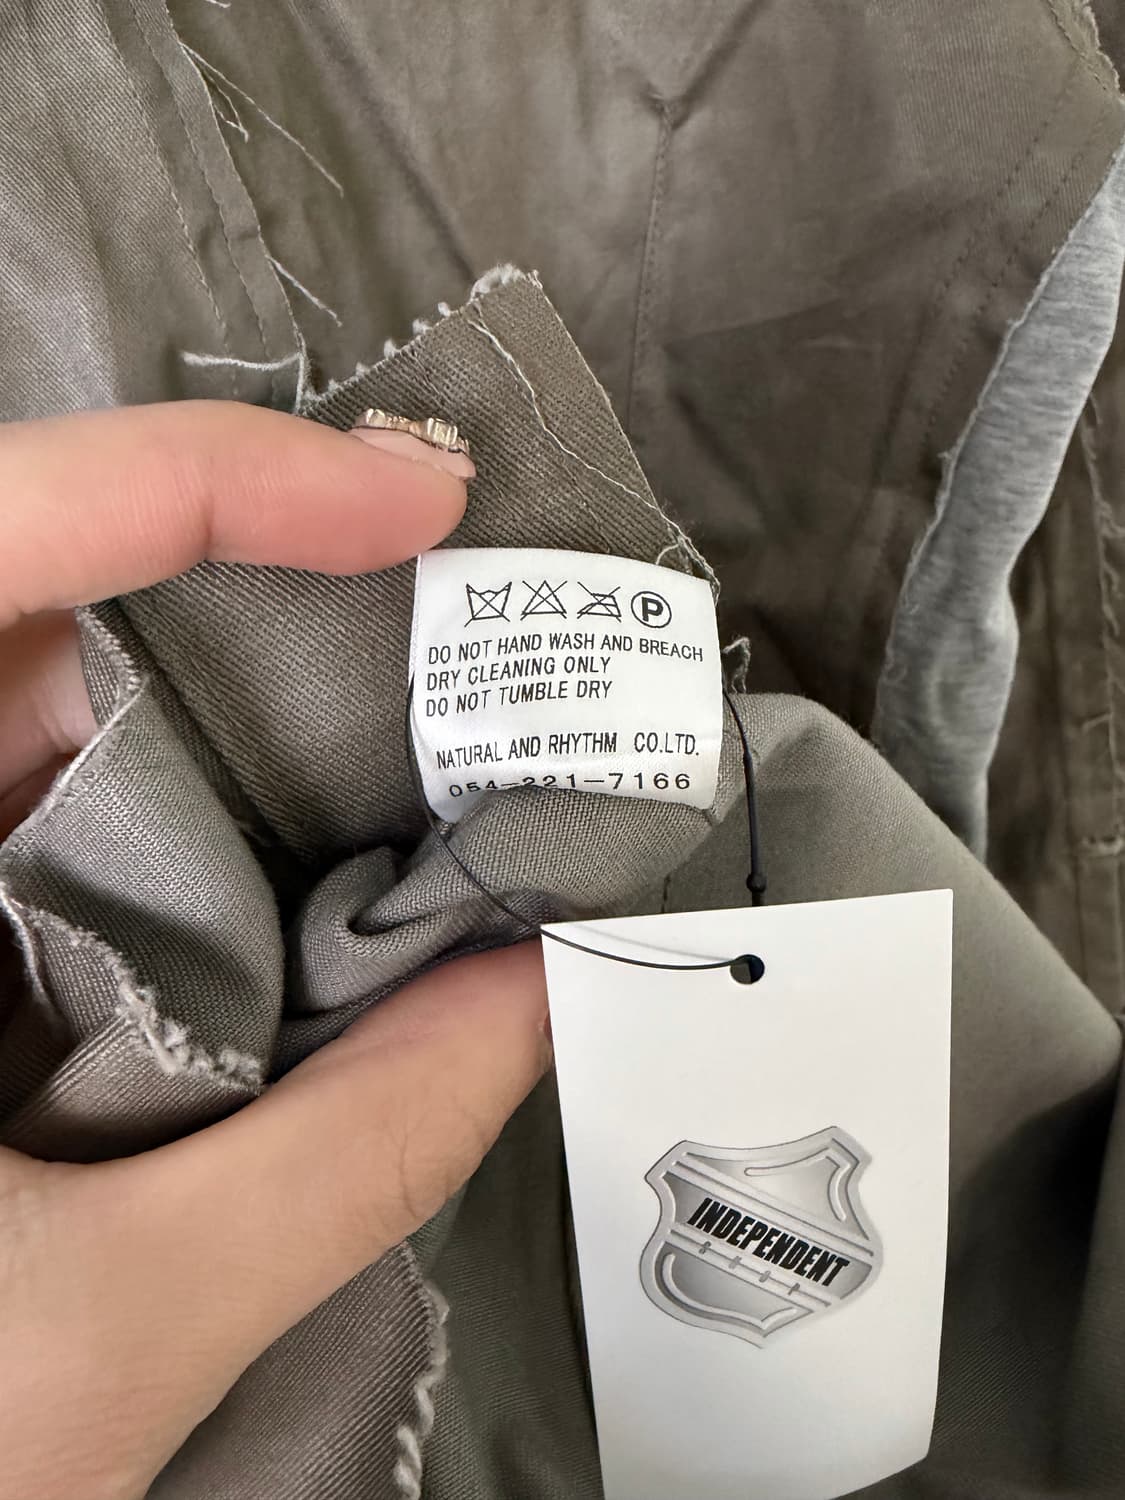 P
DO NOT HAND WASH AND BREACH
DRY CLEANING ONLY
DO NOT TUMBLE DRY
NATURAL AND RHYTHM CO.LTD.
054-221-7166
INDEPENDENT
SHOP